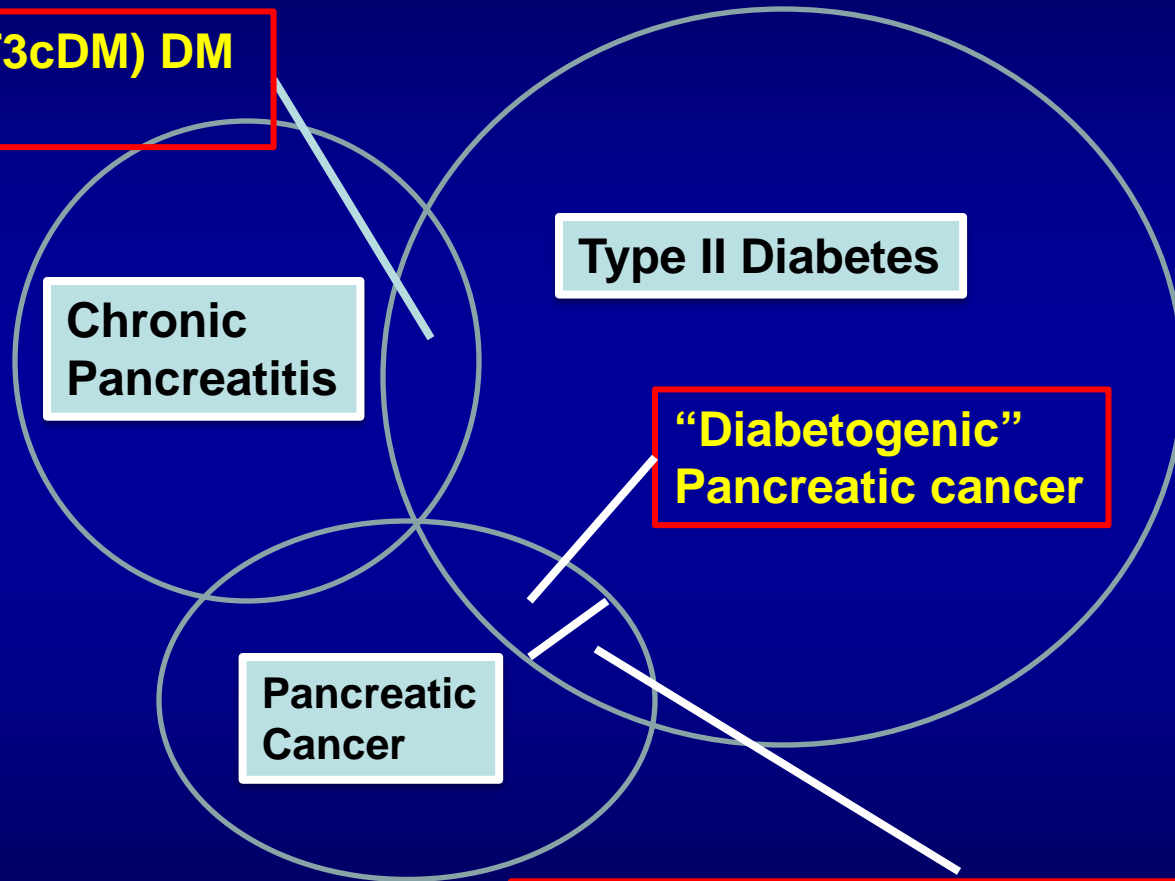 3cDM) DM
Type II Diabetes
Chronic
Pancreatitis
“Diabetogenic”
Pancreatic cancer
Pancreatic
Cancer